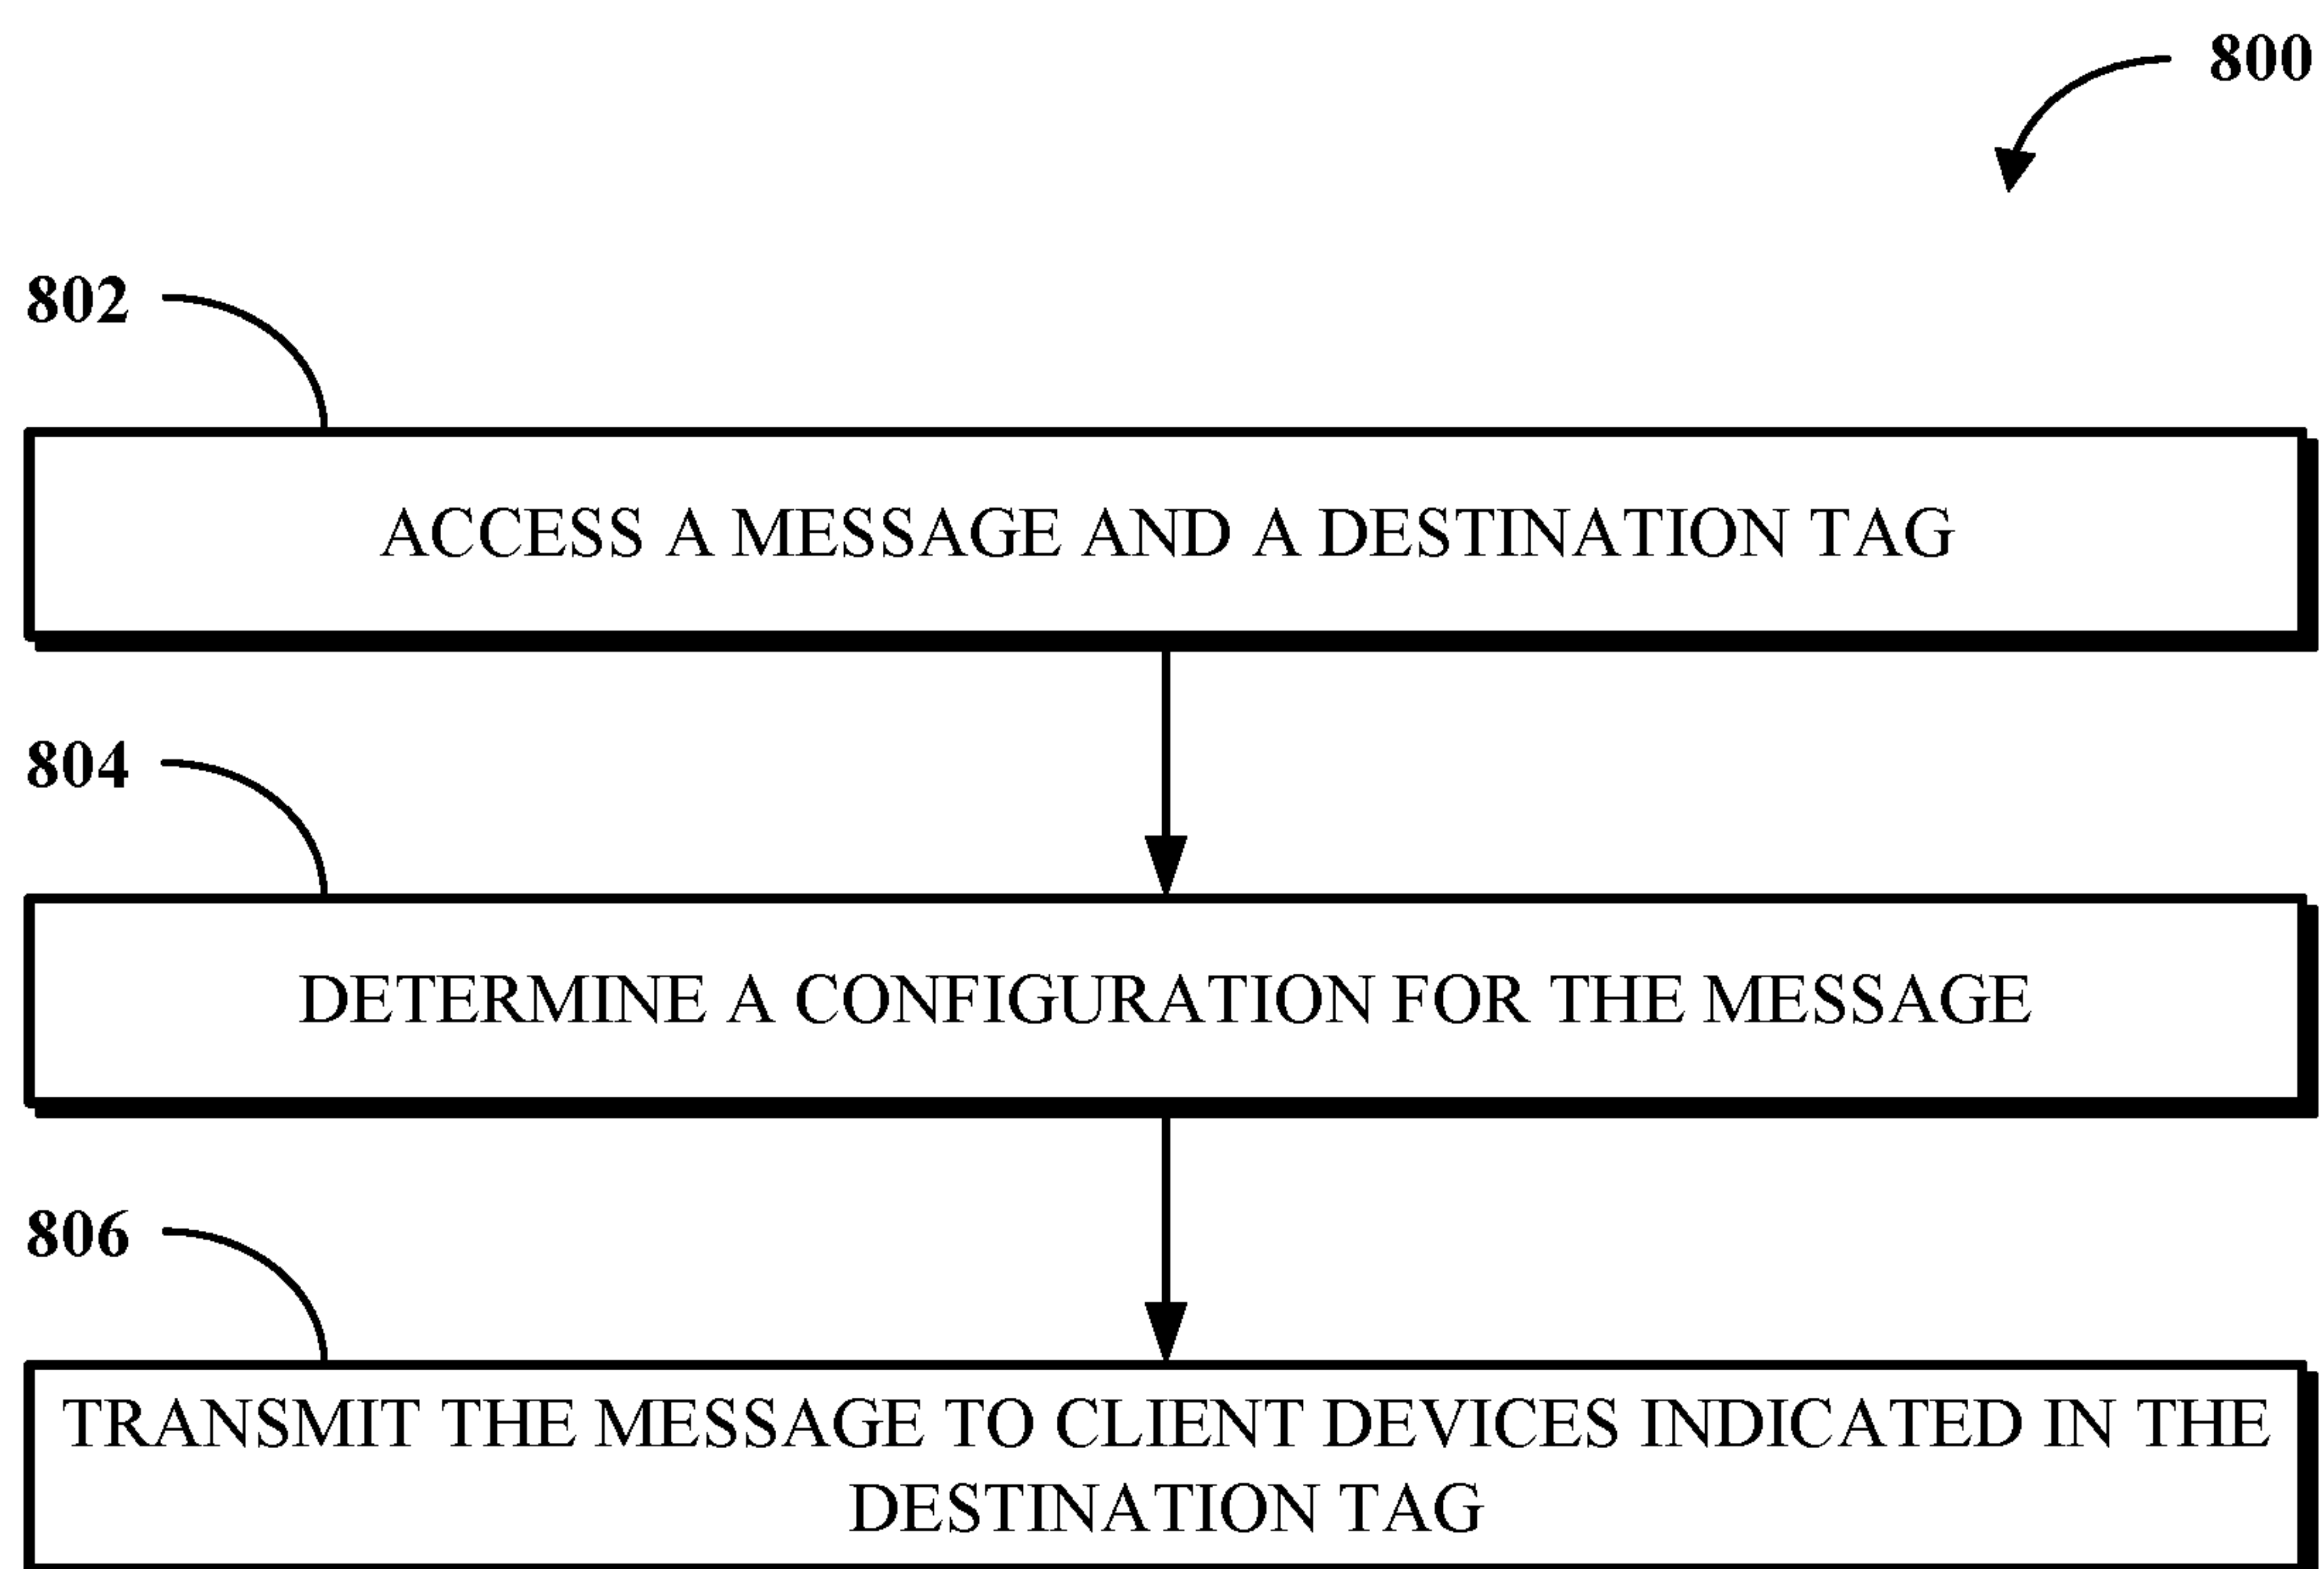 800
802
ACCESS A MESSAGE AND A DESTINATION TAG
804
DETERMINE A CONFIGURATION FOR THE MESSAGE
806
TRANSMIT THE MESSAGE TO CLIENT DEVICES INDICATED IN THE
DESTINATION TAG